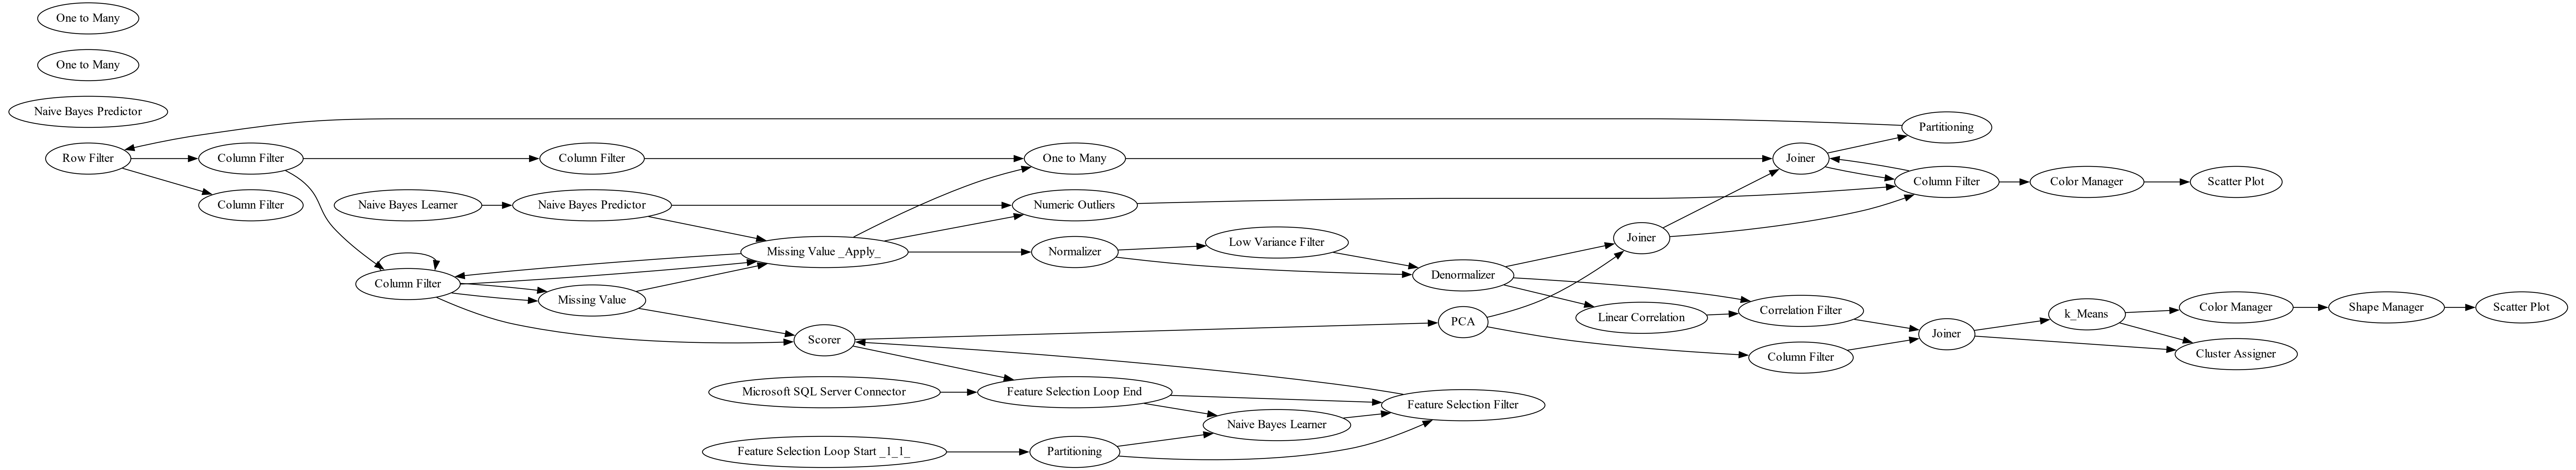 One to Many
One to Many
Naive Bayes Predictor
Partitioning
Row Filter
Column Filter
Column Filter
One to Many
Joiner
Column Filter
Color Manager
Scatter Plot
Column Filter
Naive Bayes Learner
Naive Bayes Predictor
Numeric Outliers
Joiner
Low Variance Filter
Missing Value _Apply_
Normalizer
Denormalizer
Column Filter
Missing Value
Linear Correlation
Correlation Filter
k_Means
Color Manager
Shape Manager
Scatter Plot
PCA
Joiner
Scorer
Column Filter
Cluster Assigner
Microsoft SQL Server Connector
Feature Selection Loop End
Feature Selection Filter
Naive Bayes Learner
Feature Selection Loop Start _1_1_
Partitioning